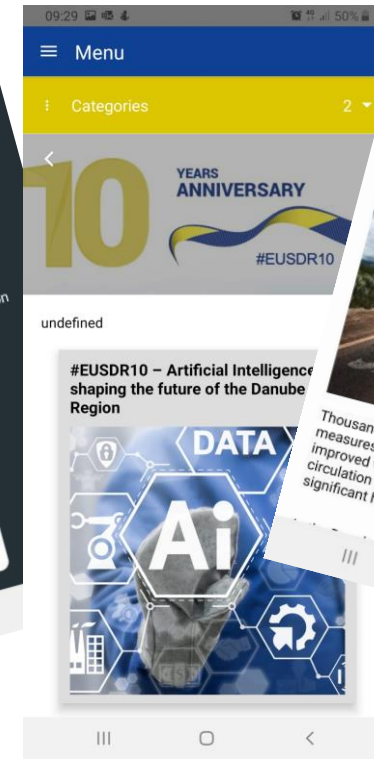 09:29
4G
50%
Menu
Categories
2
10
YEARS
ANNIVERSARY
#EUSDR10
undefined
#EUSDR10 – Artificial Intelligence
shaping the future of the Danube
Region
DATA
Ai
Thousan
measures
improved
circulation
significant